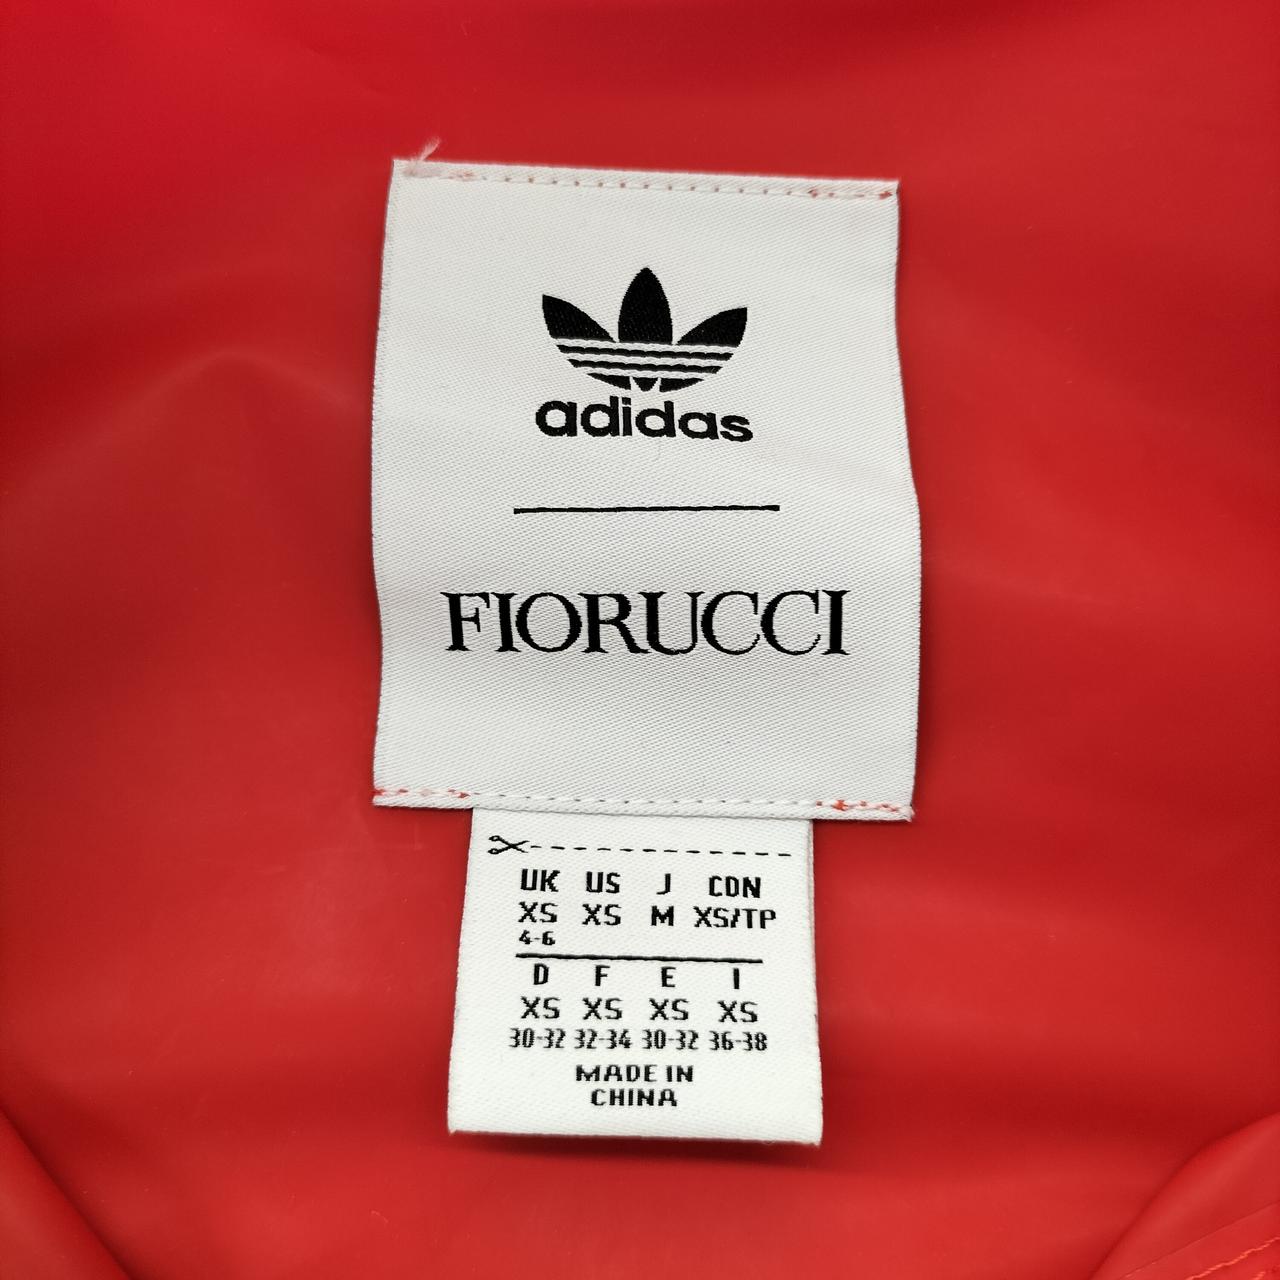 adidas
FIORUCCI
UK US J CDN
XS XS M XS/TP
4-6
D F E I
XS XS XS XS
30-32 32-34 30-32 36-38
MADE IN
CHINA